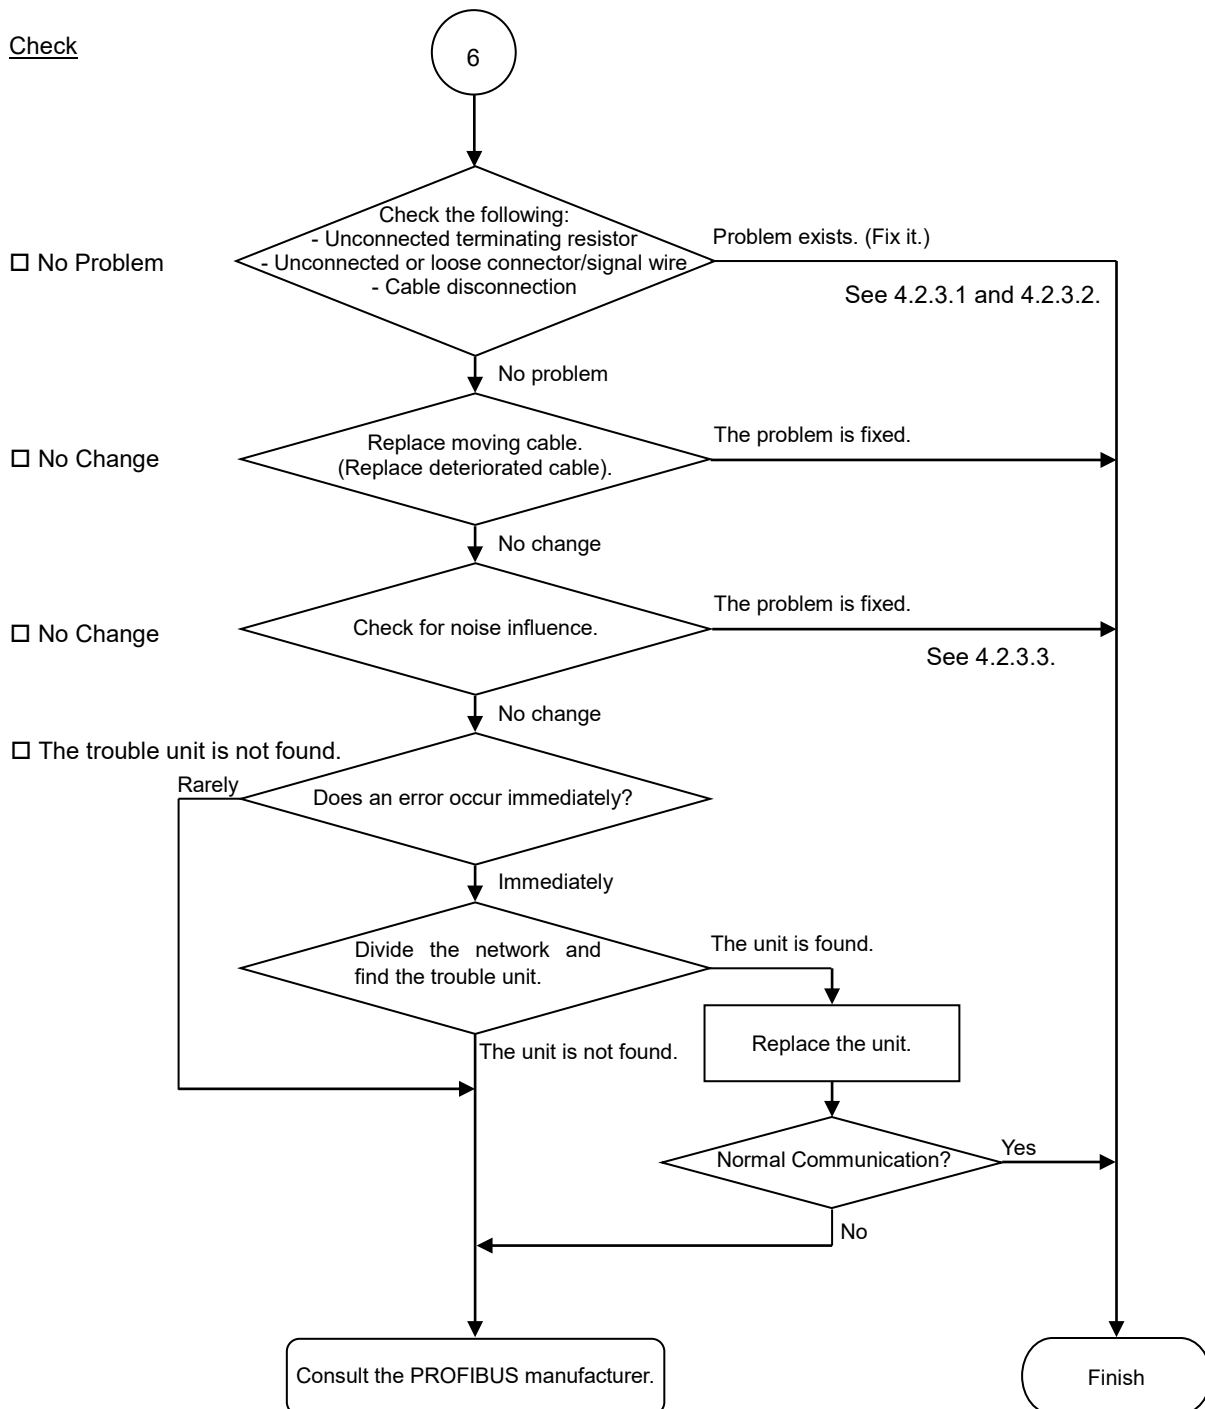 Check
6
Check the following:
- Unconnected terminating resistor
- Unconnected or loose connector/signal wire
- Cable disconnection
Problem exists. (Fix it.)
☐ No Problem
See 4.2.3.1 and 4.2.3.2.
No problem
Replace moving cable.
(Replace deteriorated cable).
The problem is fixed.
☐ No Change
No change
Check for noise influence.
The problem is fixed.
☐ No Change
See 4.2.3.3.
No change
☐ The trouble unit is not found.
Rarely
Does an error occur immediately?
Immediately
Divide the network and
find the trouble unit.
The unit is found.
The unit is not found.
Replace the unit.
Normal Communication?
Yes
No
Consult the PROFIBUS manufacturer.
Finish